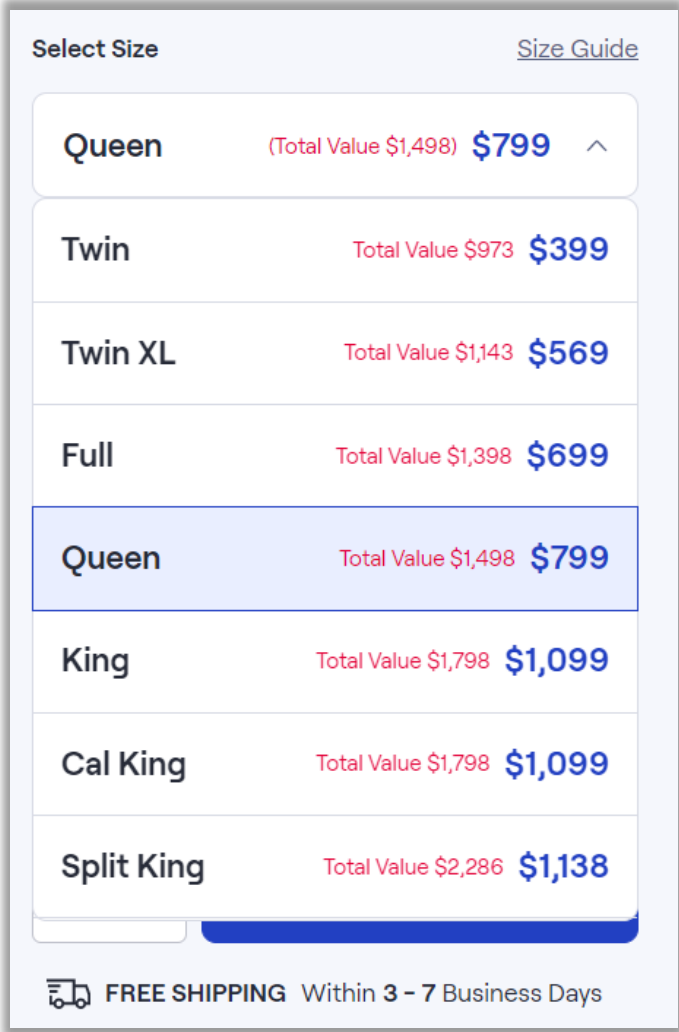 Select Size Size Guide
Queen (Total Value $1,498) $799
Twin Total Value $973 $399
Twin XL Total Value $1,143 $569
Full Total Value $1,398 $699
Queen Total Value $1,498 $799
King Total Value $1,798 $1,099
Cal King Total Value $1,798 $1,099
Split King Total Value $2,286 $1,138
FREE SHIPPING Within 3 - 7 Business Days